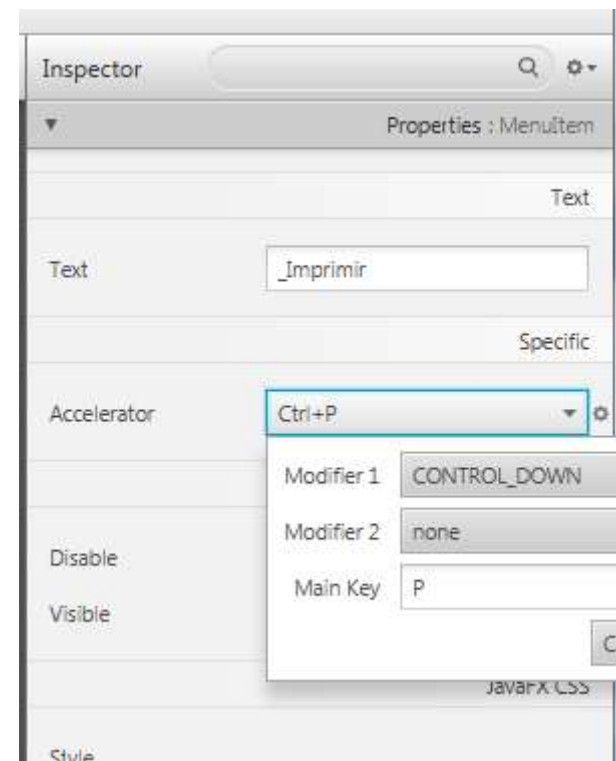 Inspector
Properties : MenuItem
Text
Text _Imprimir
Specific
Accelerator Ctrl+P
Modifier 1 CONTROL_DOWN
Modifier 2 none
Disable
Main Key P
Visible
C
JavaFX CSS
Style